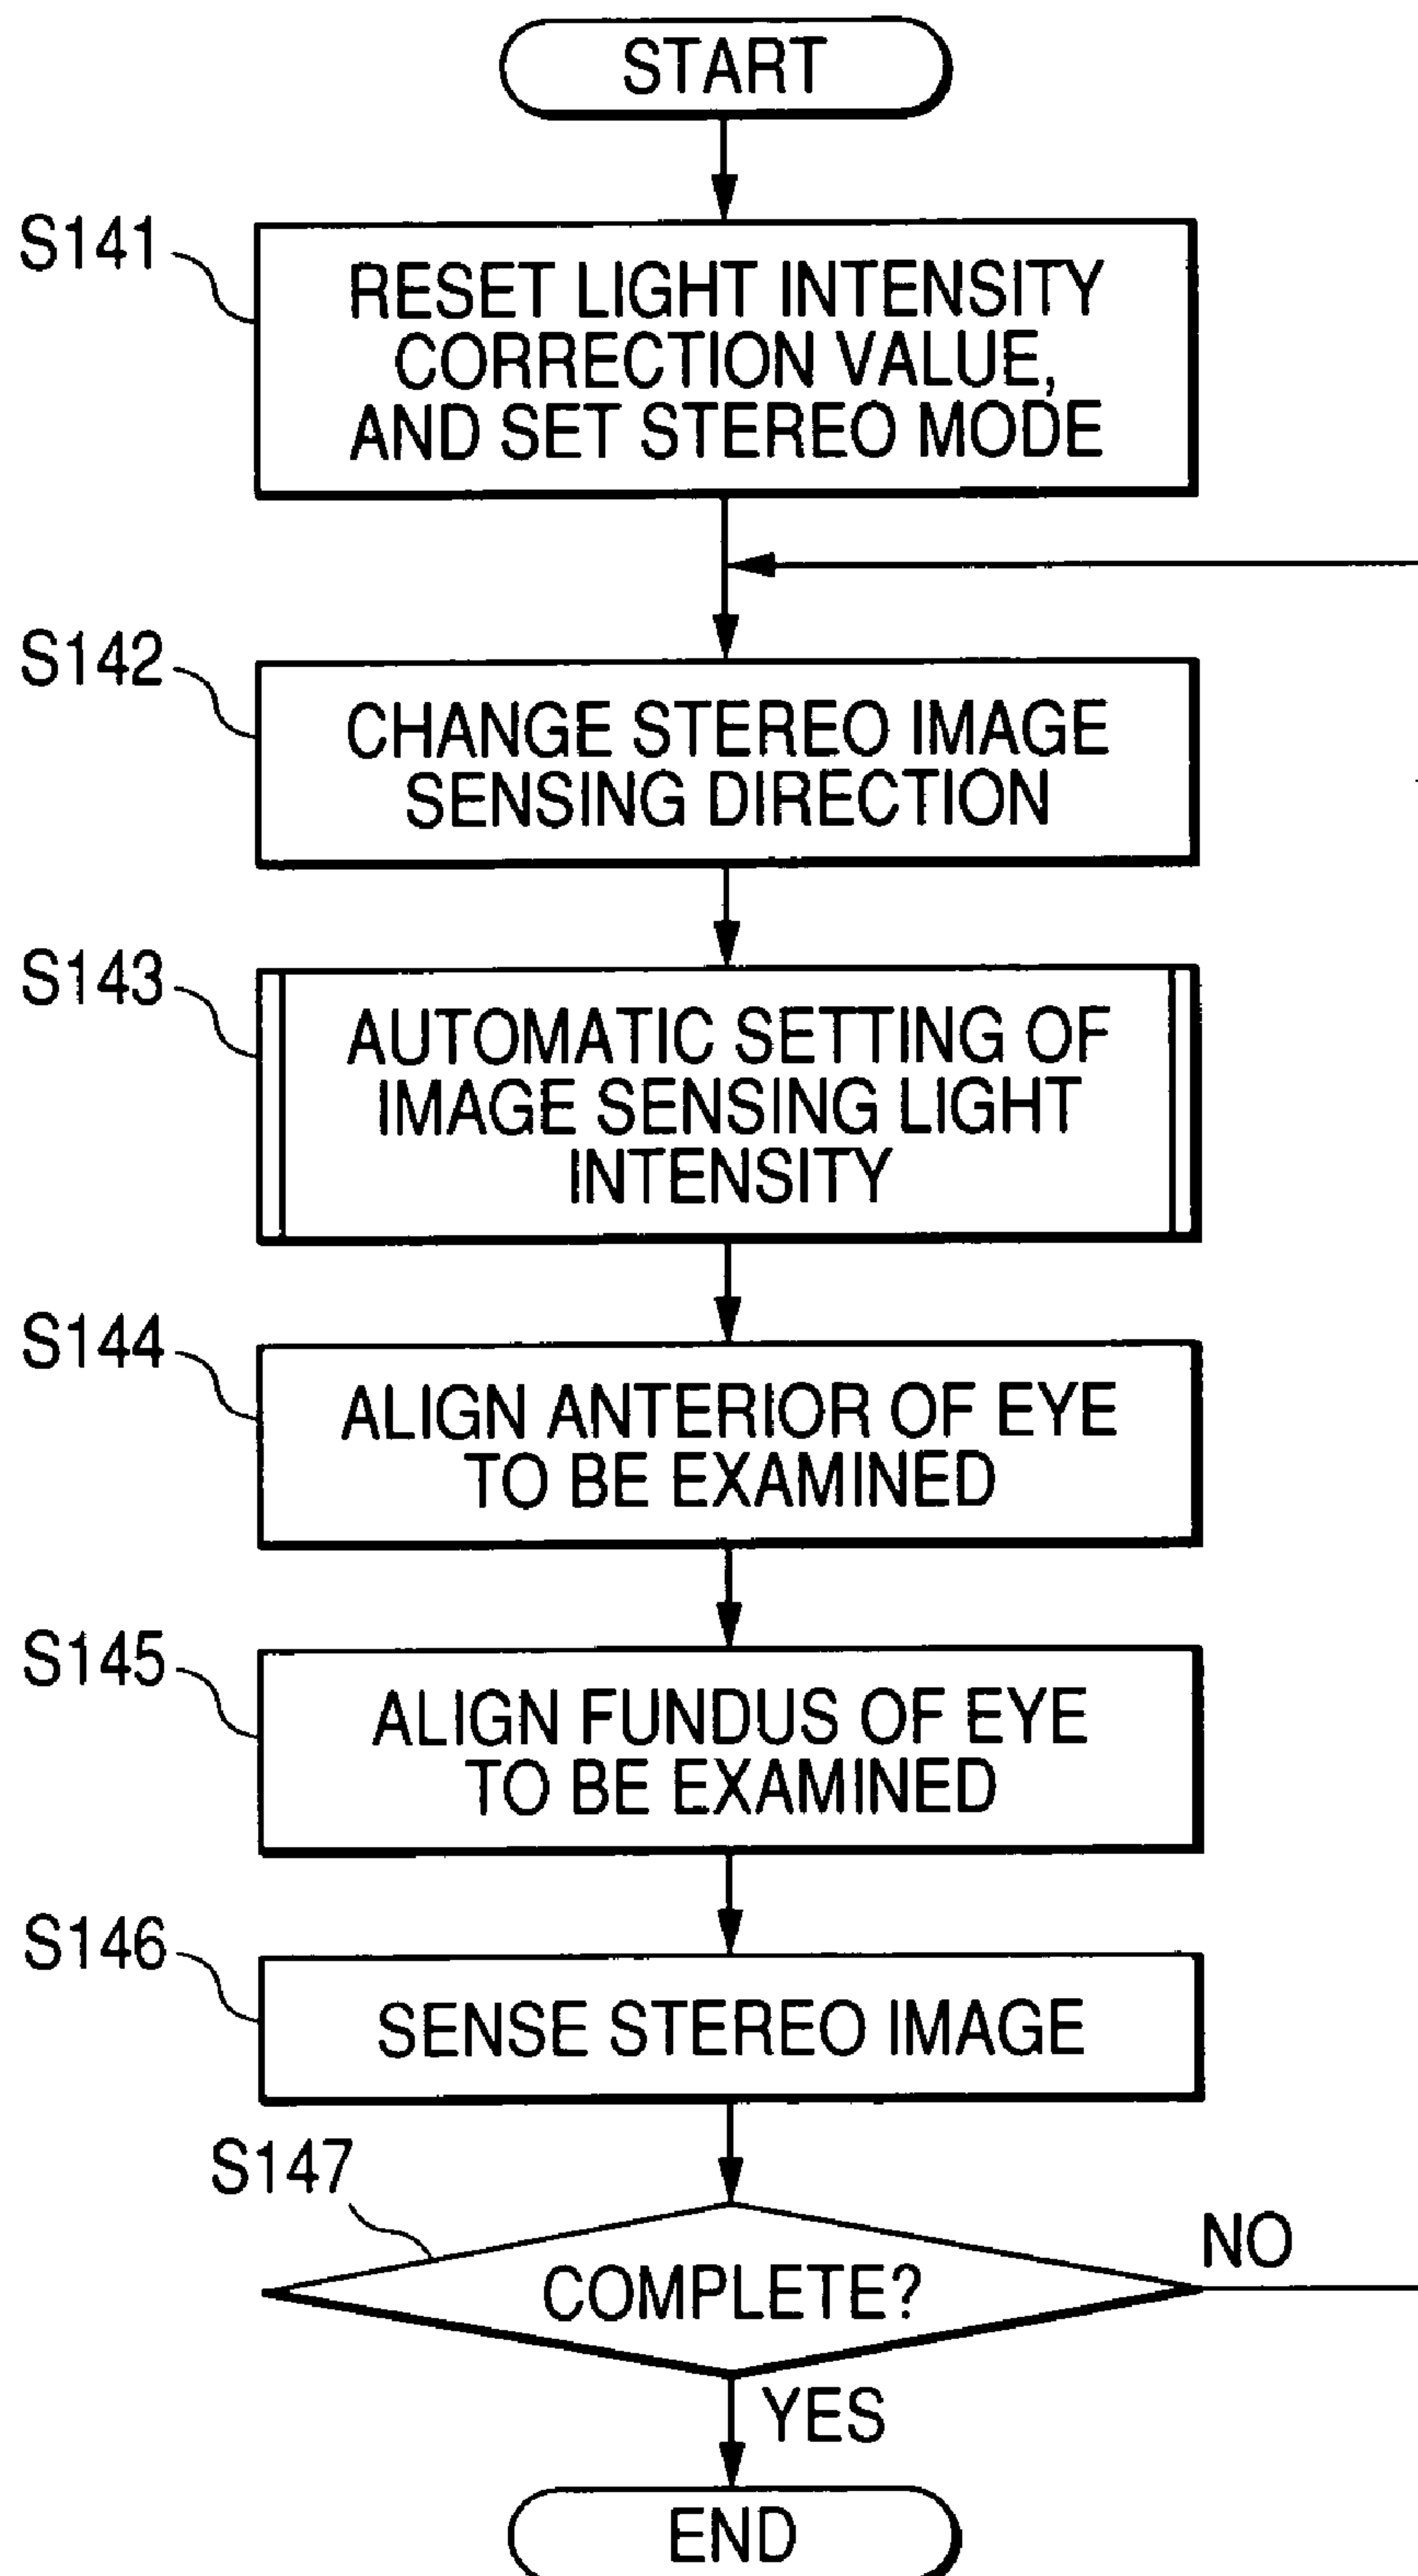 START
S141
RESET LIGHT INTENSITY
CORRECTION VALUE,
AND SET STEREO MODE
S142
CHANGE STEREO IMAGE
SENSING DIRECTION
S143
AUTOMATIC SETTING OF
IMAGE SENSING LIGHT
INTENSITY
S144
ALIGN ANTERIOR OF EYE
TO BE EXAMINED
S145
ALIGN FUNDUS OF EYE
TO BE EXAMINED
S146
SENSE STEREO IMAGE
S147
COMPLETE?
NO
YES
END